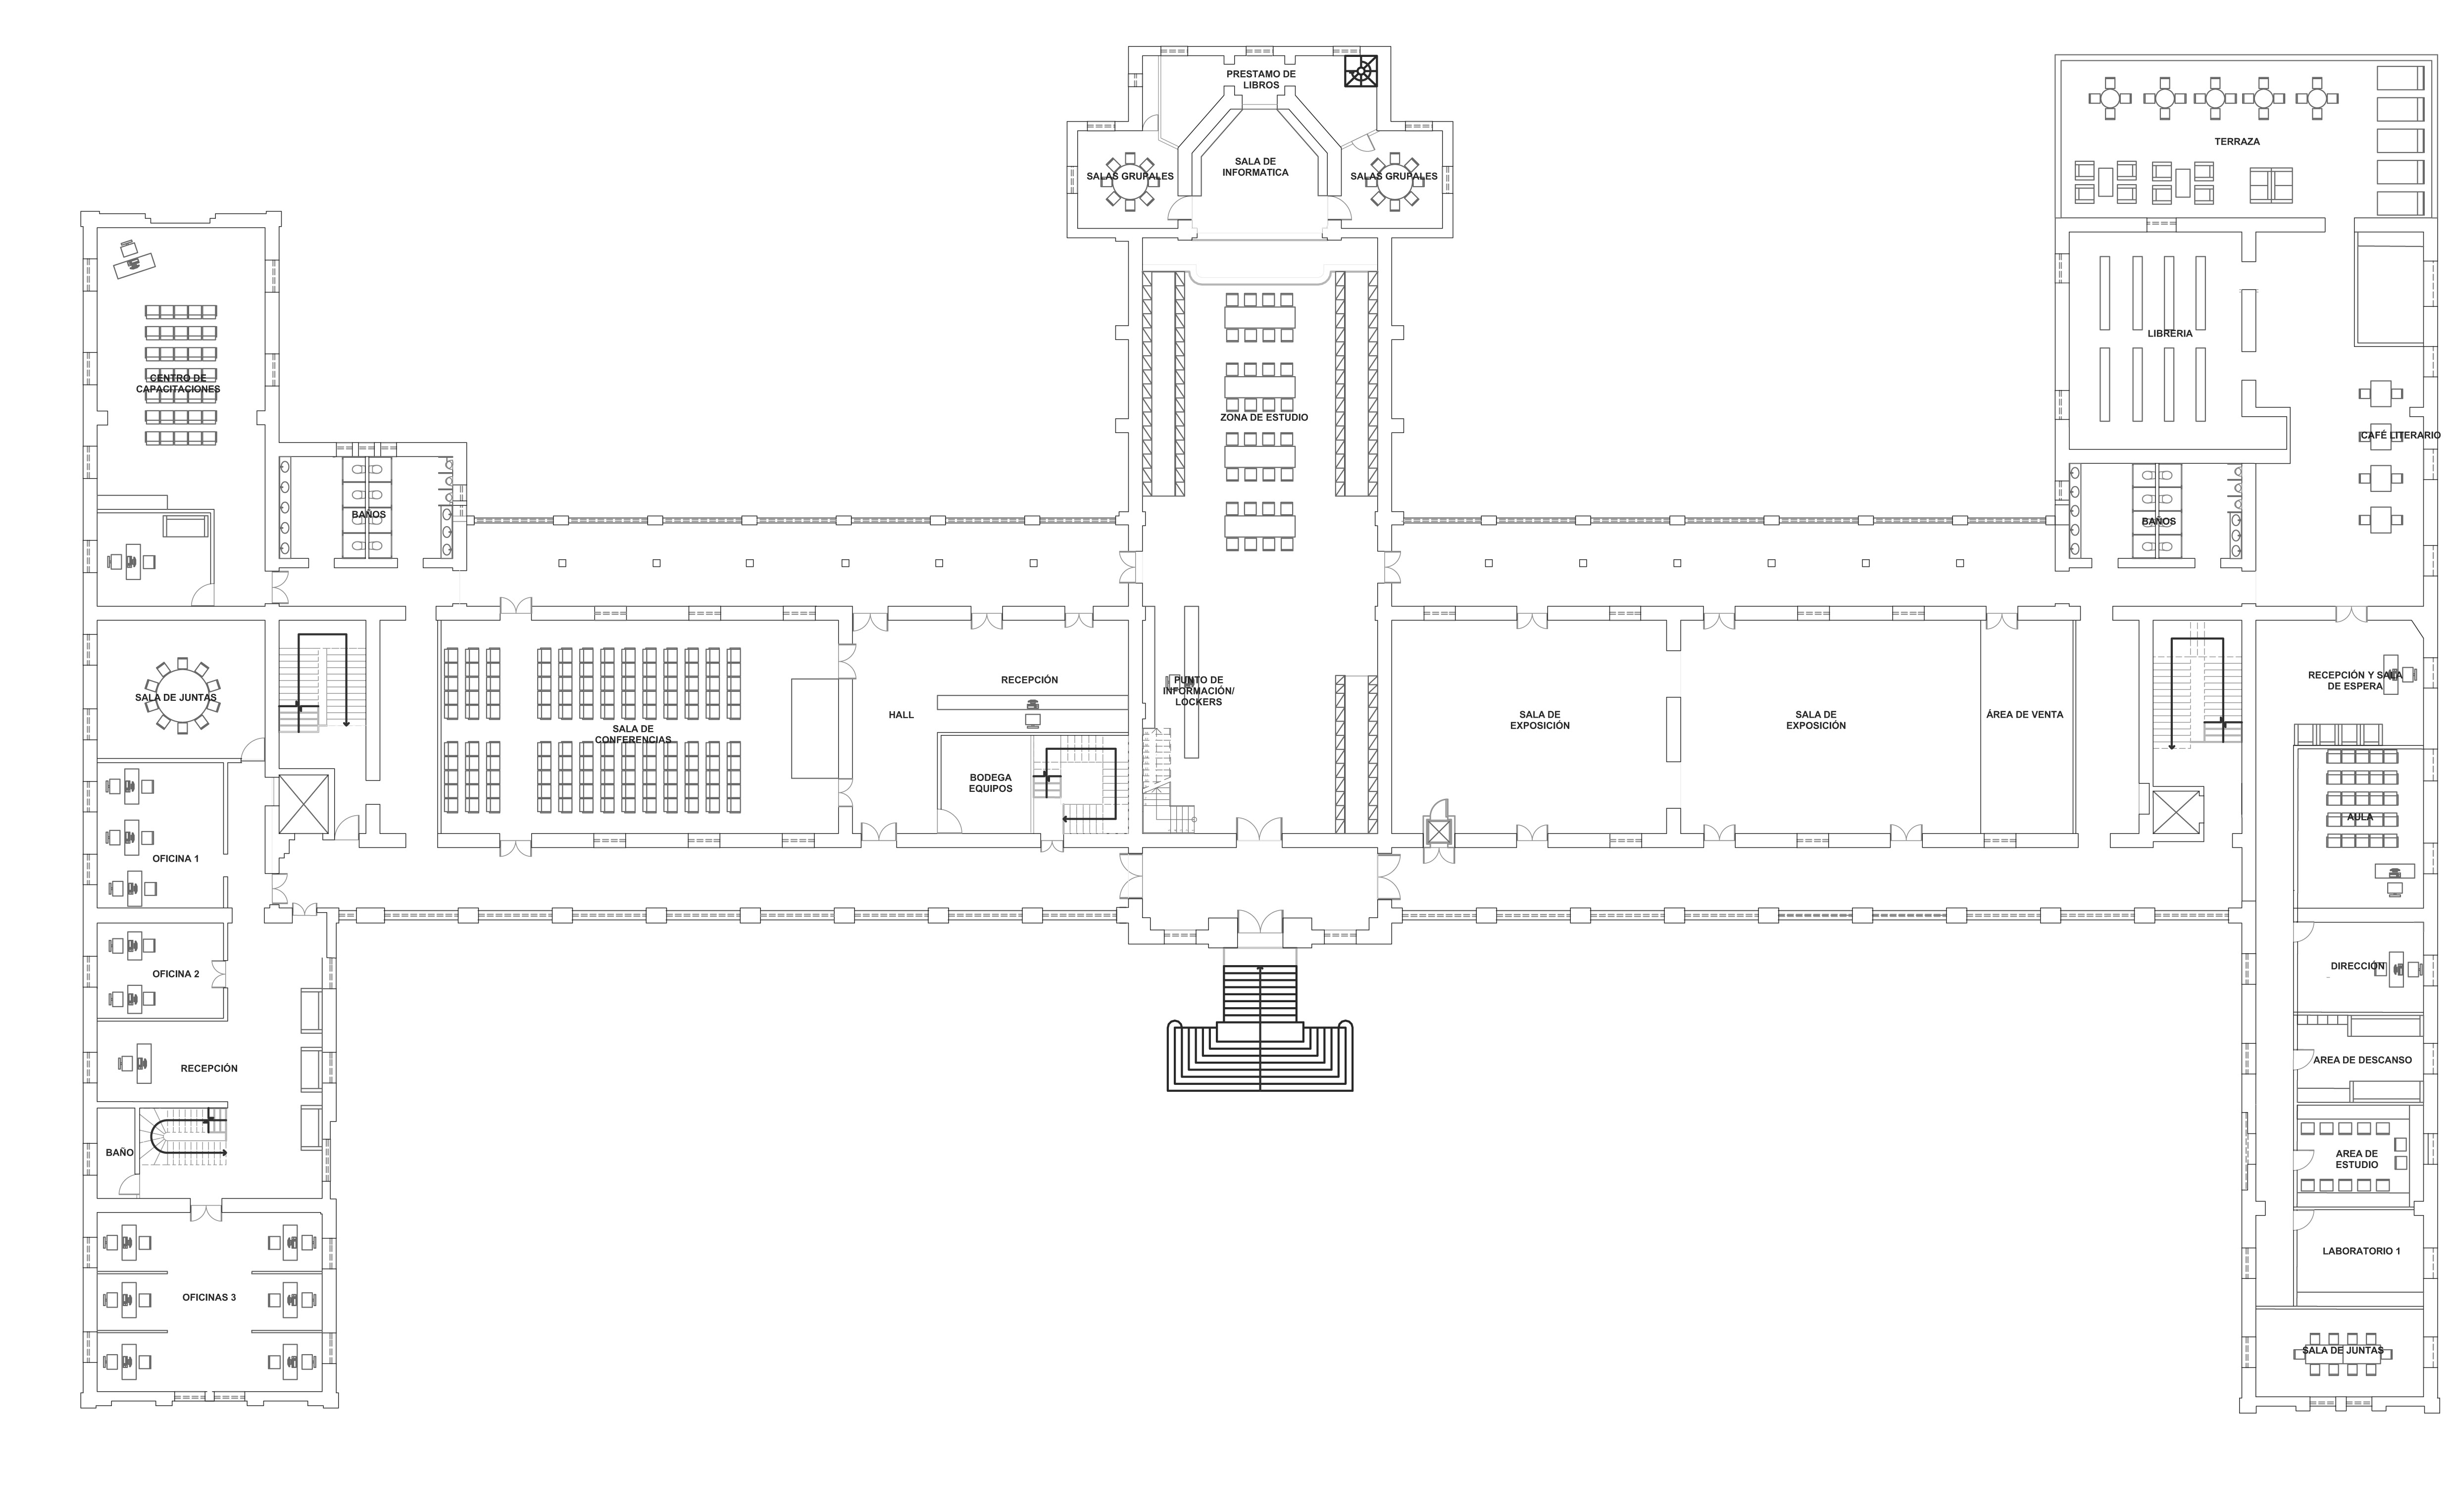 PRESTAMO DE
LIBROS
SALA DE
INFORMATICA
SALAS GRUPALES
SALAS GRUPALES
TERRAZA
LIBRERIA
CENTRO DE
CAPACITACIONES
ZONA DE ESTUDIO
CAFÉ LITERARIO
BAÑOS
BAÑOS
SALA DE JUNTAS
SALA DE
CONFERENCIAS
HALL
RECEPCIÓN
BODEGA
EQUIPOS
PUNTO DE
INFORMACIÓN/
LOCKERS
SALA DE
EXPOSICIÓN
SALA DE
EXPOSICIÓN
ÁREA DE VENTA
RECEPCIÓN Y SALA
DE ESPERA
AULA
OFICINA 1
OFICINA 2
DIRECCIÓN
RECEPCIÓN
AREA DE DESCANSO
BAÑO
AREA DE
ESTUDIO
LABORATORIO 1
OFICINAS 3
SALA DE JUNTAS